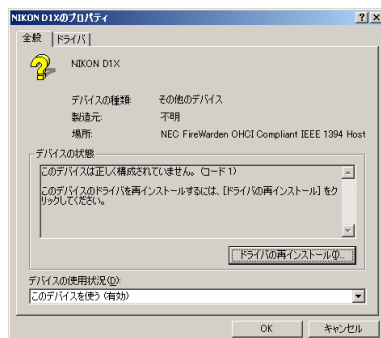 NIKON D1Xのプロパティ
全般
ドライバ
NIKON D1X
デバイスの種類: その他のデバイス
製造元: 不明
場所: NEC FireWarden OHCI Compliant IEEE 1394 Host
デバイスの状態
このデバイスは正しく構成されていません。 (コード 1)
このデバイスのドライバを再インストールするには、[ドライバの再インストール] をク
リックしてください。
ドライバの再インストール(I)...
デバイスの使用状況(D):
このデバイスを使う (有効)
OK
キャンセル